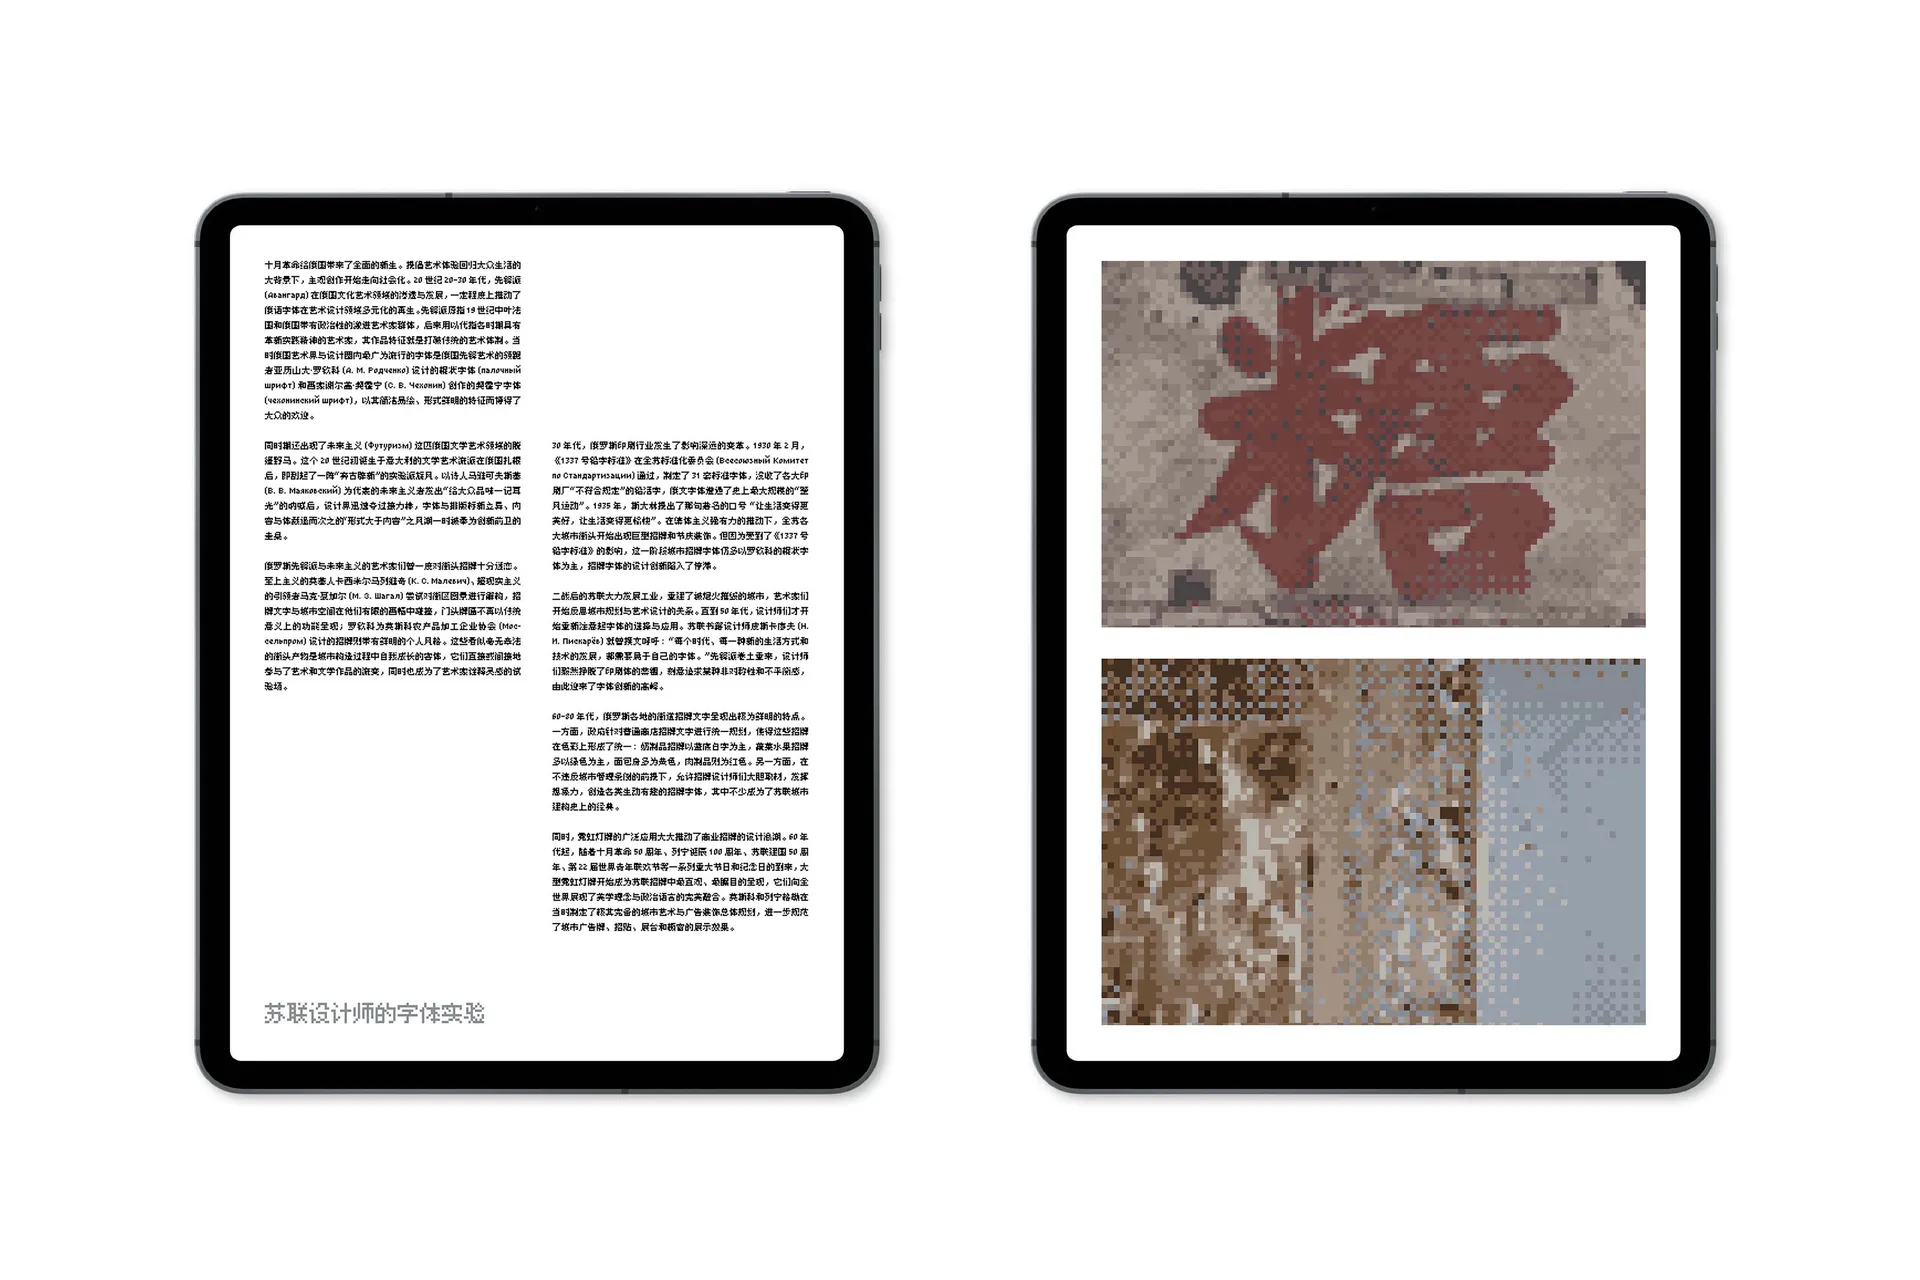 十月革命给俄国带来了全面的新生。提倡艺术体验回归大众生活的
大背景下，主观创作开始走向社会化。20 世纪 20-30 年代，先锋派
(Авангард) 在俄国文化艺术领域的渗透与发展，一定程度上推动了
俄语字体在艺术设计领域多元化的再生。先锋派原指 19 世纪中叶法
国和俄国带有政治性的激进艺术家群体，后来用以代指各时期具有
革新实践精神的艺术家，其作品特征就是打破传统的艺术体制。当
时俄国艺术界与设计圈内最广为流行的字体是俄国先锋艺术的领跑
者亚历山大·罗钦科 (А. М. Родченко) 设计的棍状字体 (палочный
шрифт) 和画家谢尔盖·契霍宁 (С. В. Чехонин) 创作的契霍宁字体
(чехонинский шрифт)，以其简洁易绘、形式鲜明的特征而博得了
大众的欢迎。
同时期还出现了未来主义 (Футуризм) 这匹俄国文学艺术领域的脱
缰野马。这个 20 世纪初诞生于意大利的文学艺术流派在俄国扎根
后，即刮起了一阵“弃古臻新”的实验派旋风。以诗人马雅可夫斯基
(В. В. Маяковский) 为代表的未来主义者发出“给大众品味一记耳
光”的呐喊后，设计界迅速夺过接力棒，字体与排版标新立异、内
容与体裁退而次之的“形式大于内容”之风潮一时被奉为创新前卫的
圭臬。
俄罗斯先锋派与未来主义的艺术家们曾一度对街头招牌十分迷恋。
至上主义的奠基人卡西米尔·马列维奇 (К. С. Малевич)、超现实主义
的引领者马克·夏加尔 (М. З. Шагал) 尝试对街区图景进行解构，招
牌文字与城市空间在他们有限的画幅中碰撞，门头牌匾不再以传统
意义上的功能呈现；罗钦科为莫斯科农产品加工企业协会 (Мос-
сельпром) 设计的招牌则带有鲜明的个人风格。这些看似毫无章法
的街头产物是城市构造过程中自我成长的客体，它们直接或间接地
参与了艺术和文学作品的流变，同时也成为了艺术家诠释灵感的试
验场。
30 年代，俄罗斯印刷行业发生了影响深远的变革。1930 年 2 月，
《1337 号铅字标准》在全苏标准化委员会 (Всесоюзный Комитет
по Стандартизации) 通过，制定了 31 套标准字体，没收了各大印
刷厂“不符合规定”的铅活字，俄文字体遭遇了史上最大规模的“整
风运动”。1935 年，斯大林提出了那句著名的口号 “让生活变得更
美好，让生活变得更愉快”。在集体主义强有力的推动下，全苏各
大城市街头开始出现巨型招牌和节庆装饰。但因为受到了《1337 号
铅字标准》的影响，这一阶段城市招牌字体仍多以罗钦科的棍状字
体为主，招牌字体的设计创新陷入了停滞。
二战后的苏联大力发展工业，重建了被炮火摧毁的城市，艺术家们
开始反思城市规划与艺术设计的关系。直到 50 年代，设计师们才开
始重新注意起字体的选择与应用。苏联书籍设计师皮斯卡廖夫 (Н.
И. Пискарёв) 就曾撰文呼吁：“每个时代、每一种新的生活方式和
技术的发展，都需要属于自己的字体。”先锋派卷土重来，设计师
们毅然挣脱了印刷体的禁锢，刻意追求某种非对称性和不平衡感，
由此迎来了字体创新的高峰。
60-80 年代，俄罗斯各地的街道招牌文字呈现出极为鲜明的特点。
一方面，政府针对普通商店招牌文字进行统一规划，使得这些招牌
在色彩上形成了统一：奶制品招牌以蓝底白字为主，蔬菜水果招牌
多以绿色为主，面包房多为黄色，肉制品则为红色。另一方面，在
不违反城市管理条例的前提下，允许招牌设计师们大胆取材，发挥
想象力，创造各类生动有趣的招牌字体，其中不少成为了苏联城市
建构史上的经典。
同时，霓虹灯牌的广泛应用大大推动了商业招牌的设计浪潮。60 年
代起，随着十月革命 50 周年、列宁诞辰 100 周年、苏联建国 50 周
年、第 22 届世界青年联欢节等一系列重大节日和纪念日的到来，大
型霓虹灯牌开始成为苏联招牌中最直观、最瞩目的呈现，它们向全
世界展现了美学理念与政治语言的完美融合。莫斯科和列宁格勒在
当时制定了极其完备的城市艺术与广告装饰总体规划，进一步规范
了城市广告牌、招贴、展台和橱窗的展示效果。
苏联设计师的字体实验